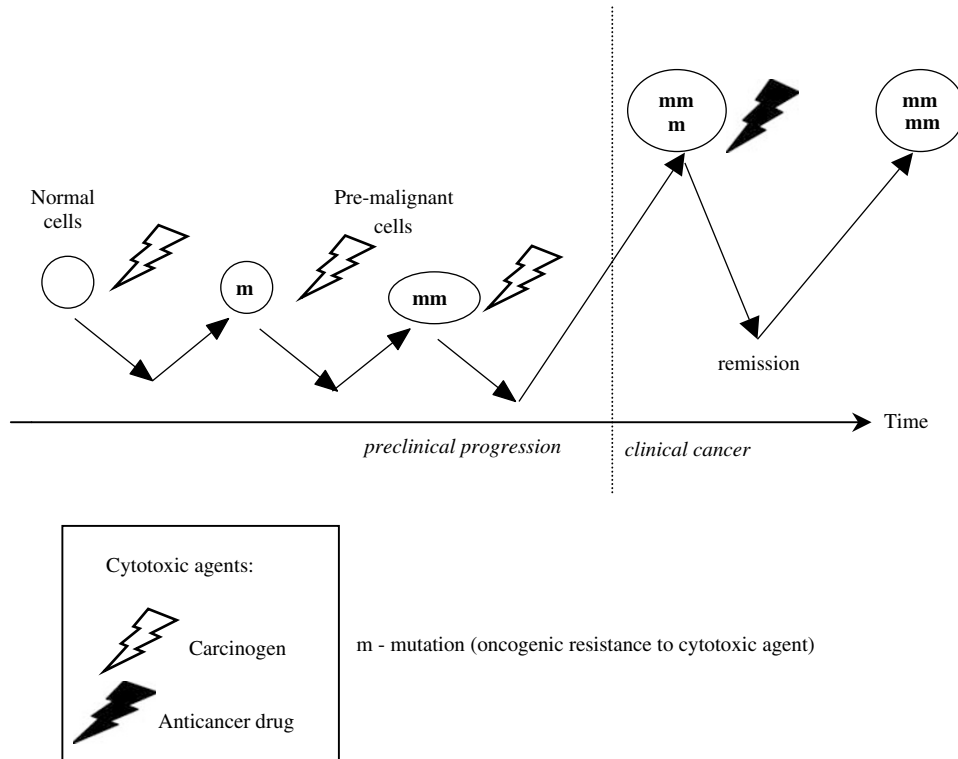 mm
m
mm
mm
Normal
cells
Pre-malignant
cells
m
mm
remission
Time
preclinical progression
clinical cancer
Cytotoxic agents:
Carcinogen
m - mutation (oncogenic resistance to cytotoxic agent)
Anticancer drug